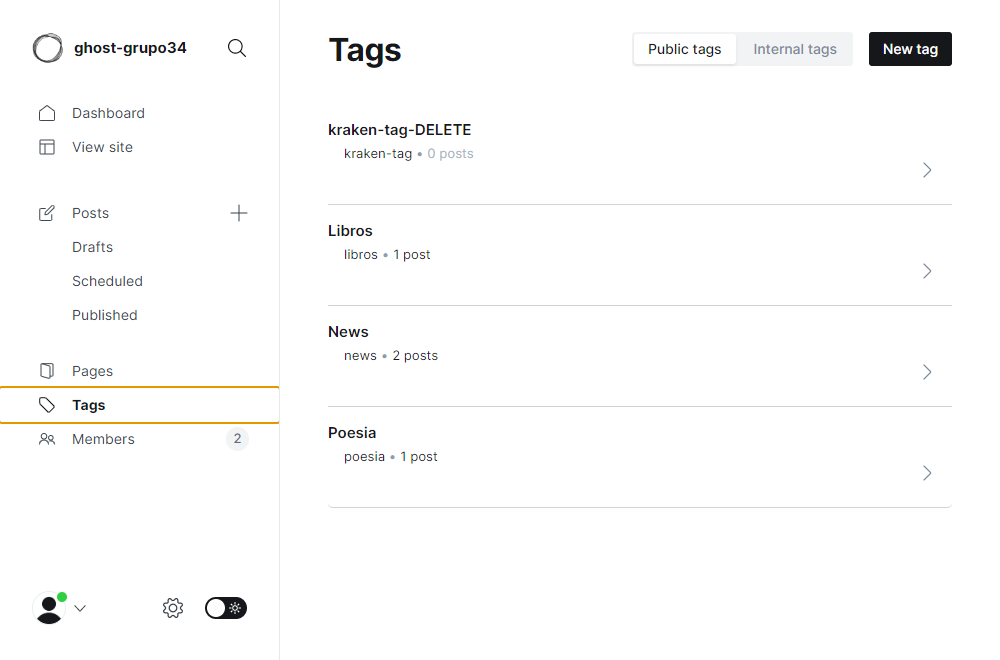 ghost-grupo34
Dashboard
View site
Posts
Drafts
Scheduled
Published
Pages
Tags
Members 2
Tags
Public tags Internal tags New tag
kraken-tag-DELETE
kraken-tag • 0 posts
Libros
libros • 1 post
News
news • 2 posts
Poesia
poesia • 1 post